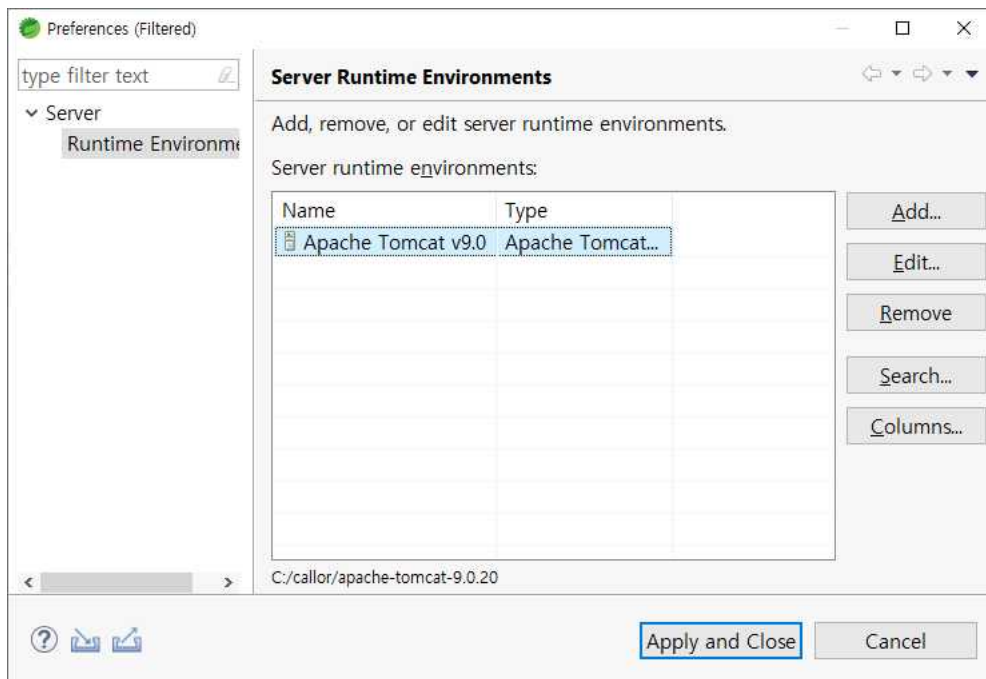 Preferences (Filtered)
type filter text
Server
Runtime Environme
Server Runtime Environments
Add, remove, or edit server runtime environments.
Server runtime environments:
Name Type
Apache Tomcat v9.0 Apache Tomcat...
Add...
Edit...
Remove
Search...
Columns...
C:/callor/apache-tomcat-9.0.20
Apply and Close Cancel